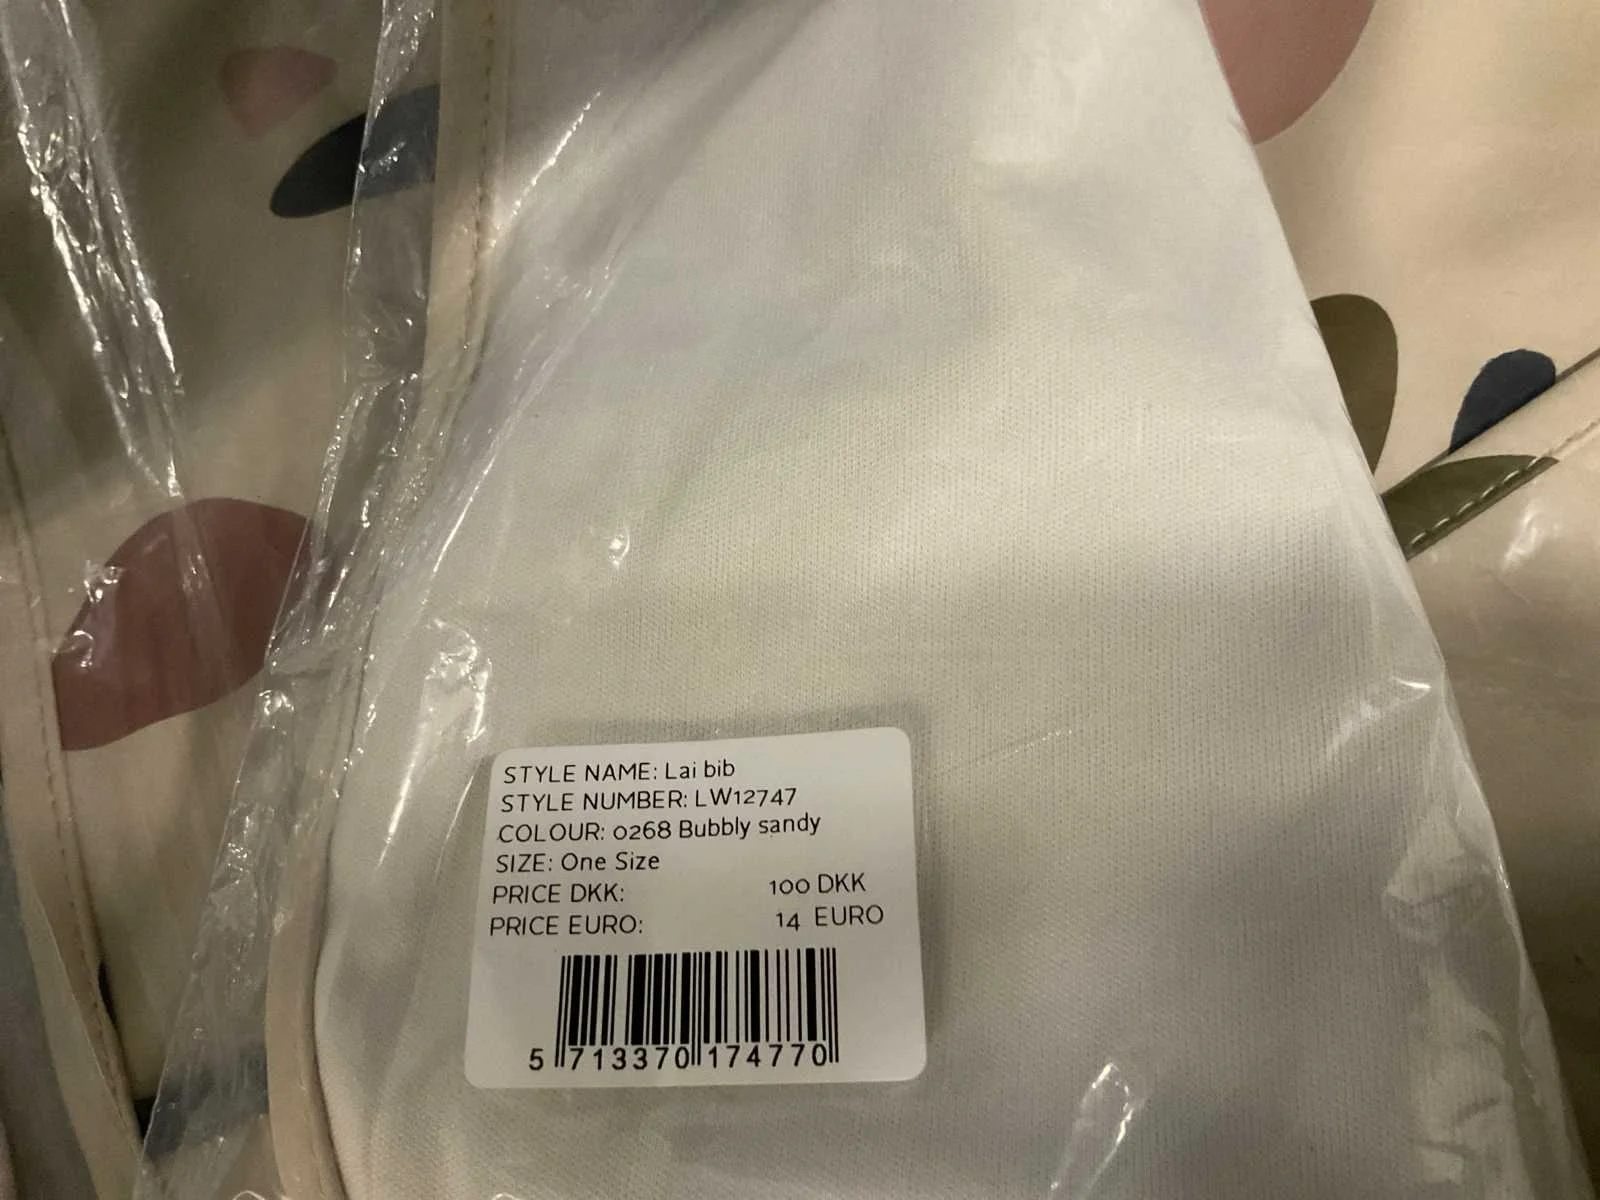 STYLE NAME: Lai bib
STYLE NUMBER: LW12747
COLOUR: 0268 Bubbly sandy
SIZE: One Size
PRICE DKK: 100 DKK
PRICE EURO: 14 EURO
5 713370 174770